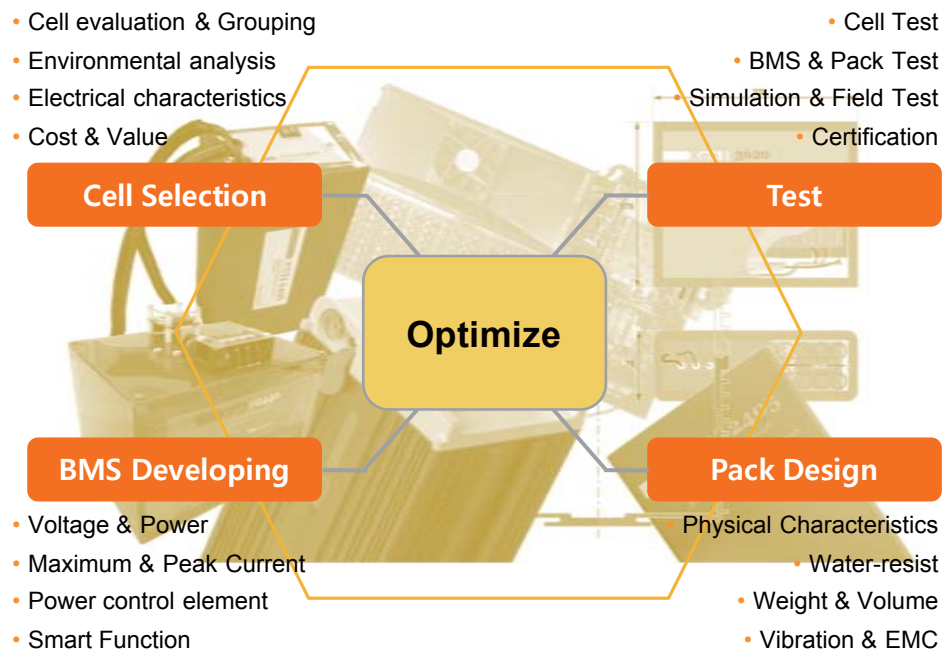 • Cell evaluation & Grouping
• Environmental analysis
• Electrical characteristics
• Cost & Value
Cell Selection
• Cell Test
• BMS & Pack Test
• Simulation & Field Test
• Certification
Test
Optimize
BMS Developing
• Voltage & Power
• Maximum & Peak Current
• Power control element
• Smart Function
Pack Design
• Physical Characteristics
• Water-resist
• Weight & Volume
• Vibration & EMC